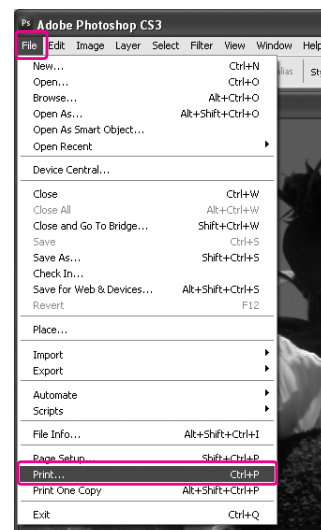 Ps Adobe Photoshop CS3
File Edit Image Layer Select Filter View Window Help
New... Ctrl+N
Open... Ctrl+O
Browse... Alt+Ctrl+O
Open As... Alt+Shift+Ctrl+O
Open As Smart Object...
Open Recent
Device Central...
Close Ctrl+W
Close All Alt+Ctrl+W
Close and Go To Bridge... Shift+Ctrl+W
Save Ctrl+S
Save As... Shift+Ctrl+S
Check In...
Save for Web & Devices... Alt+Shift+Ctrl+S
Revert F12
Place...
Import
Export
Automate
Scripts
File Info... Alt+Shift+Ctrl+I
Page Setup... Shift+Ctrl+P
Print... Ctrl+P
Print One Copy Alt+Shift+Ctrl+P
Exit Ctrl+Q